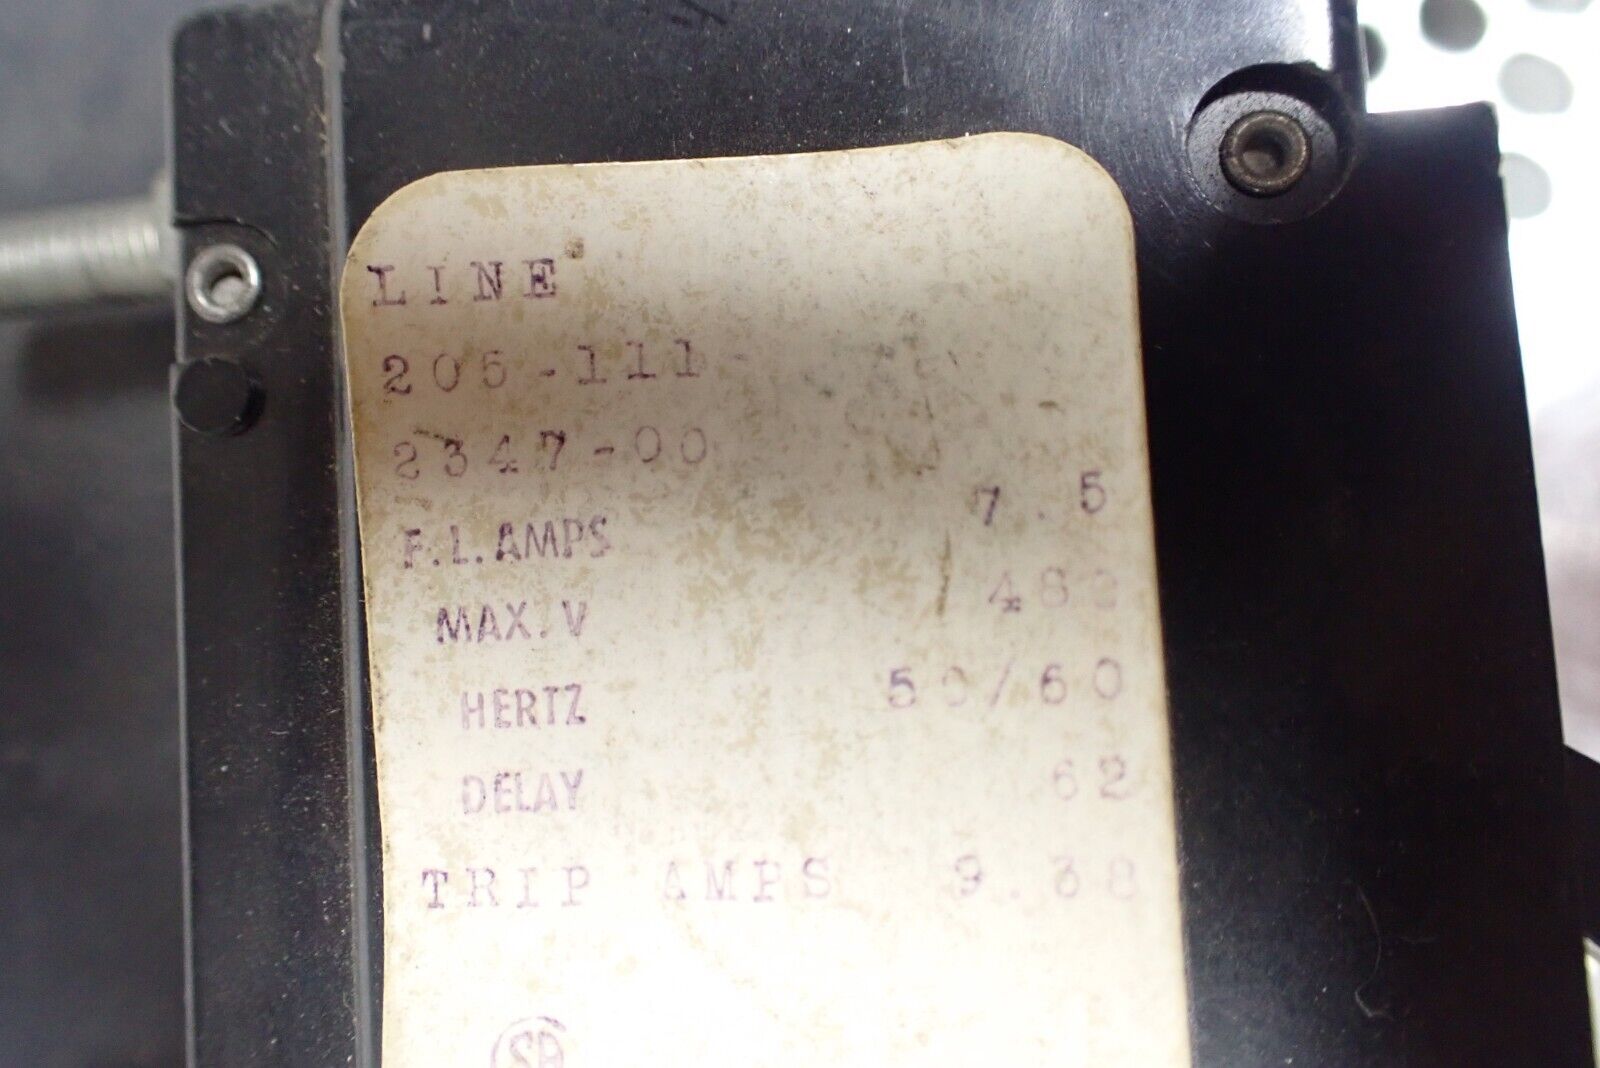 LINE
205-111
2347-00
F.L.AMPS 7.5
MAX.V 480
HERTZ 50/60
DELAY 62
TRIP AMPS 9.38